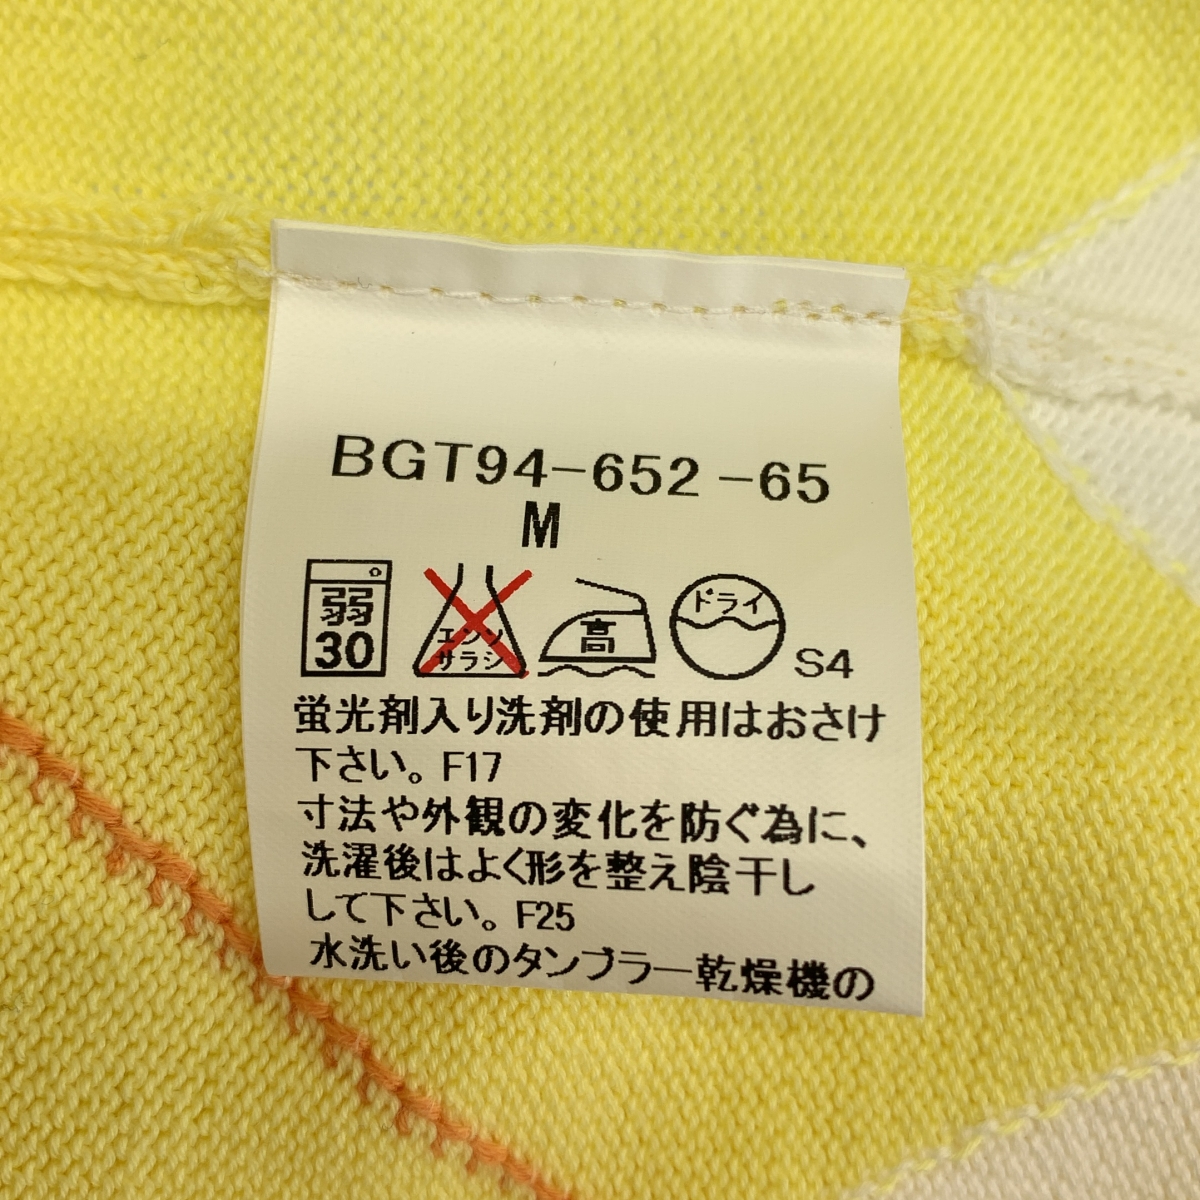 BGT94-652-65
M
弱 30 エンソサラシ 高 ドライ S4
蛍光剤入り洗剤の使用はおさけ
下さい。F17
寸法や外観の変化を防ぐ為に、
洗濯後はよく形を整え陰干し
して下さい。F25
水洗い後のタンブラー乾燥機の